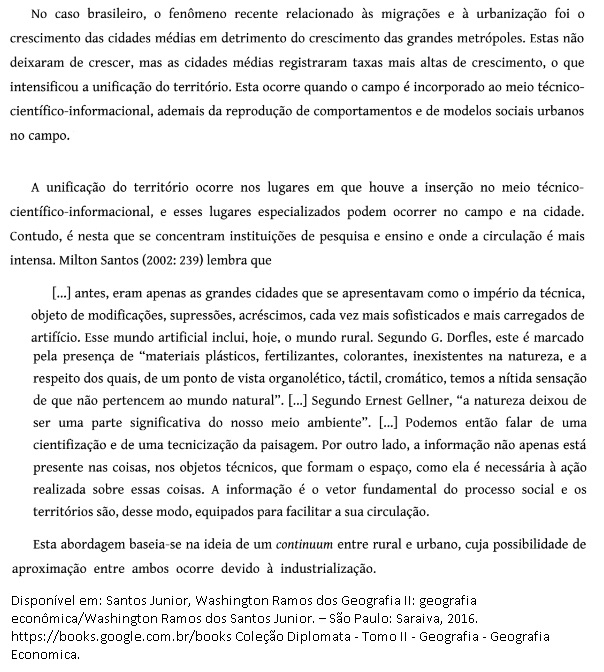 No caso brasileiro, o fenômeno recente relacionado às migrações e à urbanização foi o
crescimento das cidades médias em detrimento do crescimento das grandes metrópoles. Estas não
deixaram de crescer, mas as cidades médias registraram taxas mais altas de crescimento, o que
intensificou a unificação do território. Esta ocorre quando o campo é incorporado ao meio técnico-
científico-informacional, ademais da reprodução de comportamentos e de modelos sociais urbanos
no campo.
A unificação do território ocorre nos lugares em que houve a inserção no meio técnico-
científico-informacional, e esses lugares especializados podem ocorrer no campo e na cidade.
Contudo, é nesta que se concentram instituições de pesquisa e ensino e onde a circulação é mais
intensa. Milton Santos (2002: 239) lembra que
[...] antes, eram apenas as grandes cidades que se apresentavam como o império da técnica,
objeto de modificações, supressões, acréscimos, cada vez mais sofisticados e mais carregados de
artifício. Esse mundo artificial inclui, hoje, o mundo rural. Segundo G. Dorfles, este é marcado
pela presença de “materiais plásticos, fertilizantes, colorantes, inexistentes na natureza, e a
respeito dos quais, de um ponto de vista organolético, táctil, cromático, temos a nítida sensação
de que não pertencem ao mundo natural”. [...] Segundo Ernest Gellner, “a natureza deixou de
ser uma parte significativa do nosso meio ambiente”. [...] Podemos então falar de uma
cientifização e de uma tecnicização da paisagem. Por outro lado, a informação não apenas está
presente nas coisas, nos objetos técnicos, que formam o espaço, como ela é necessária à ação
realizada sobre essas coisas. A informação é o vetor fundamental do processo social e os
territórios são, desse modo, equipados para facilitar a sua circulação.
Esta abordagem baseia-se na ideia de um continuum entre rural e urbano, cuja possibilidade de
aproximação entre ambos ocorre devido à industrialização.
Disponível em: Santos Junior, Washington Ramos dos Geografia II: geografia
econômica/Washington Ramos dos Santos Junior. – São Paulo: Saraiva, 2016.
https://books.google.com.br/books Coleção Diplomata - Tomo II - Geografia - Geografia
Economica.